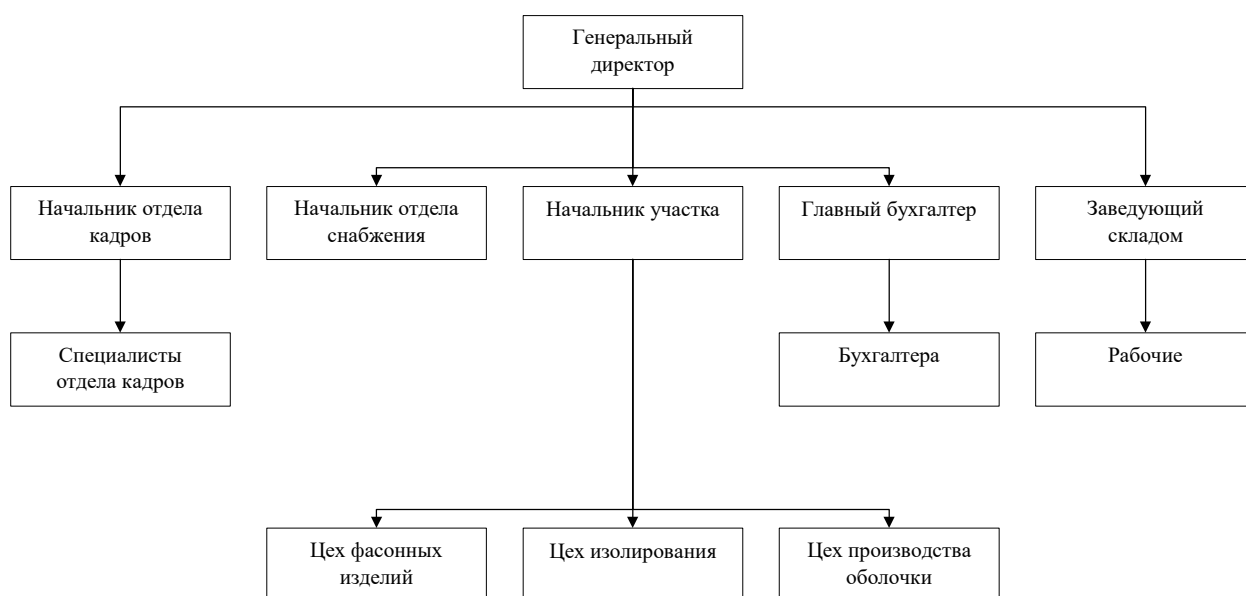 Генеральный
директор
Начальник отдела
кадров
Начальник отдела
снабжения
Начальник участка
Главный бухгалтер
Заведующий
складом
Специалисты
отдела кадров
Бухгалтера
Рабочие
Цех фасонных
изделий
Цех изолирования
Цех производства
оболочки